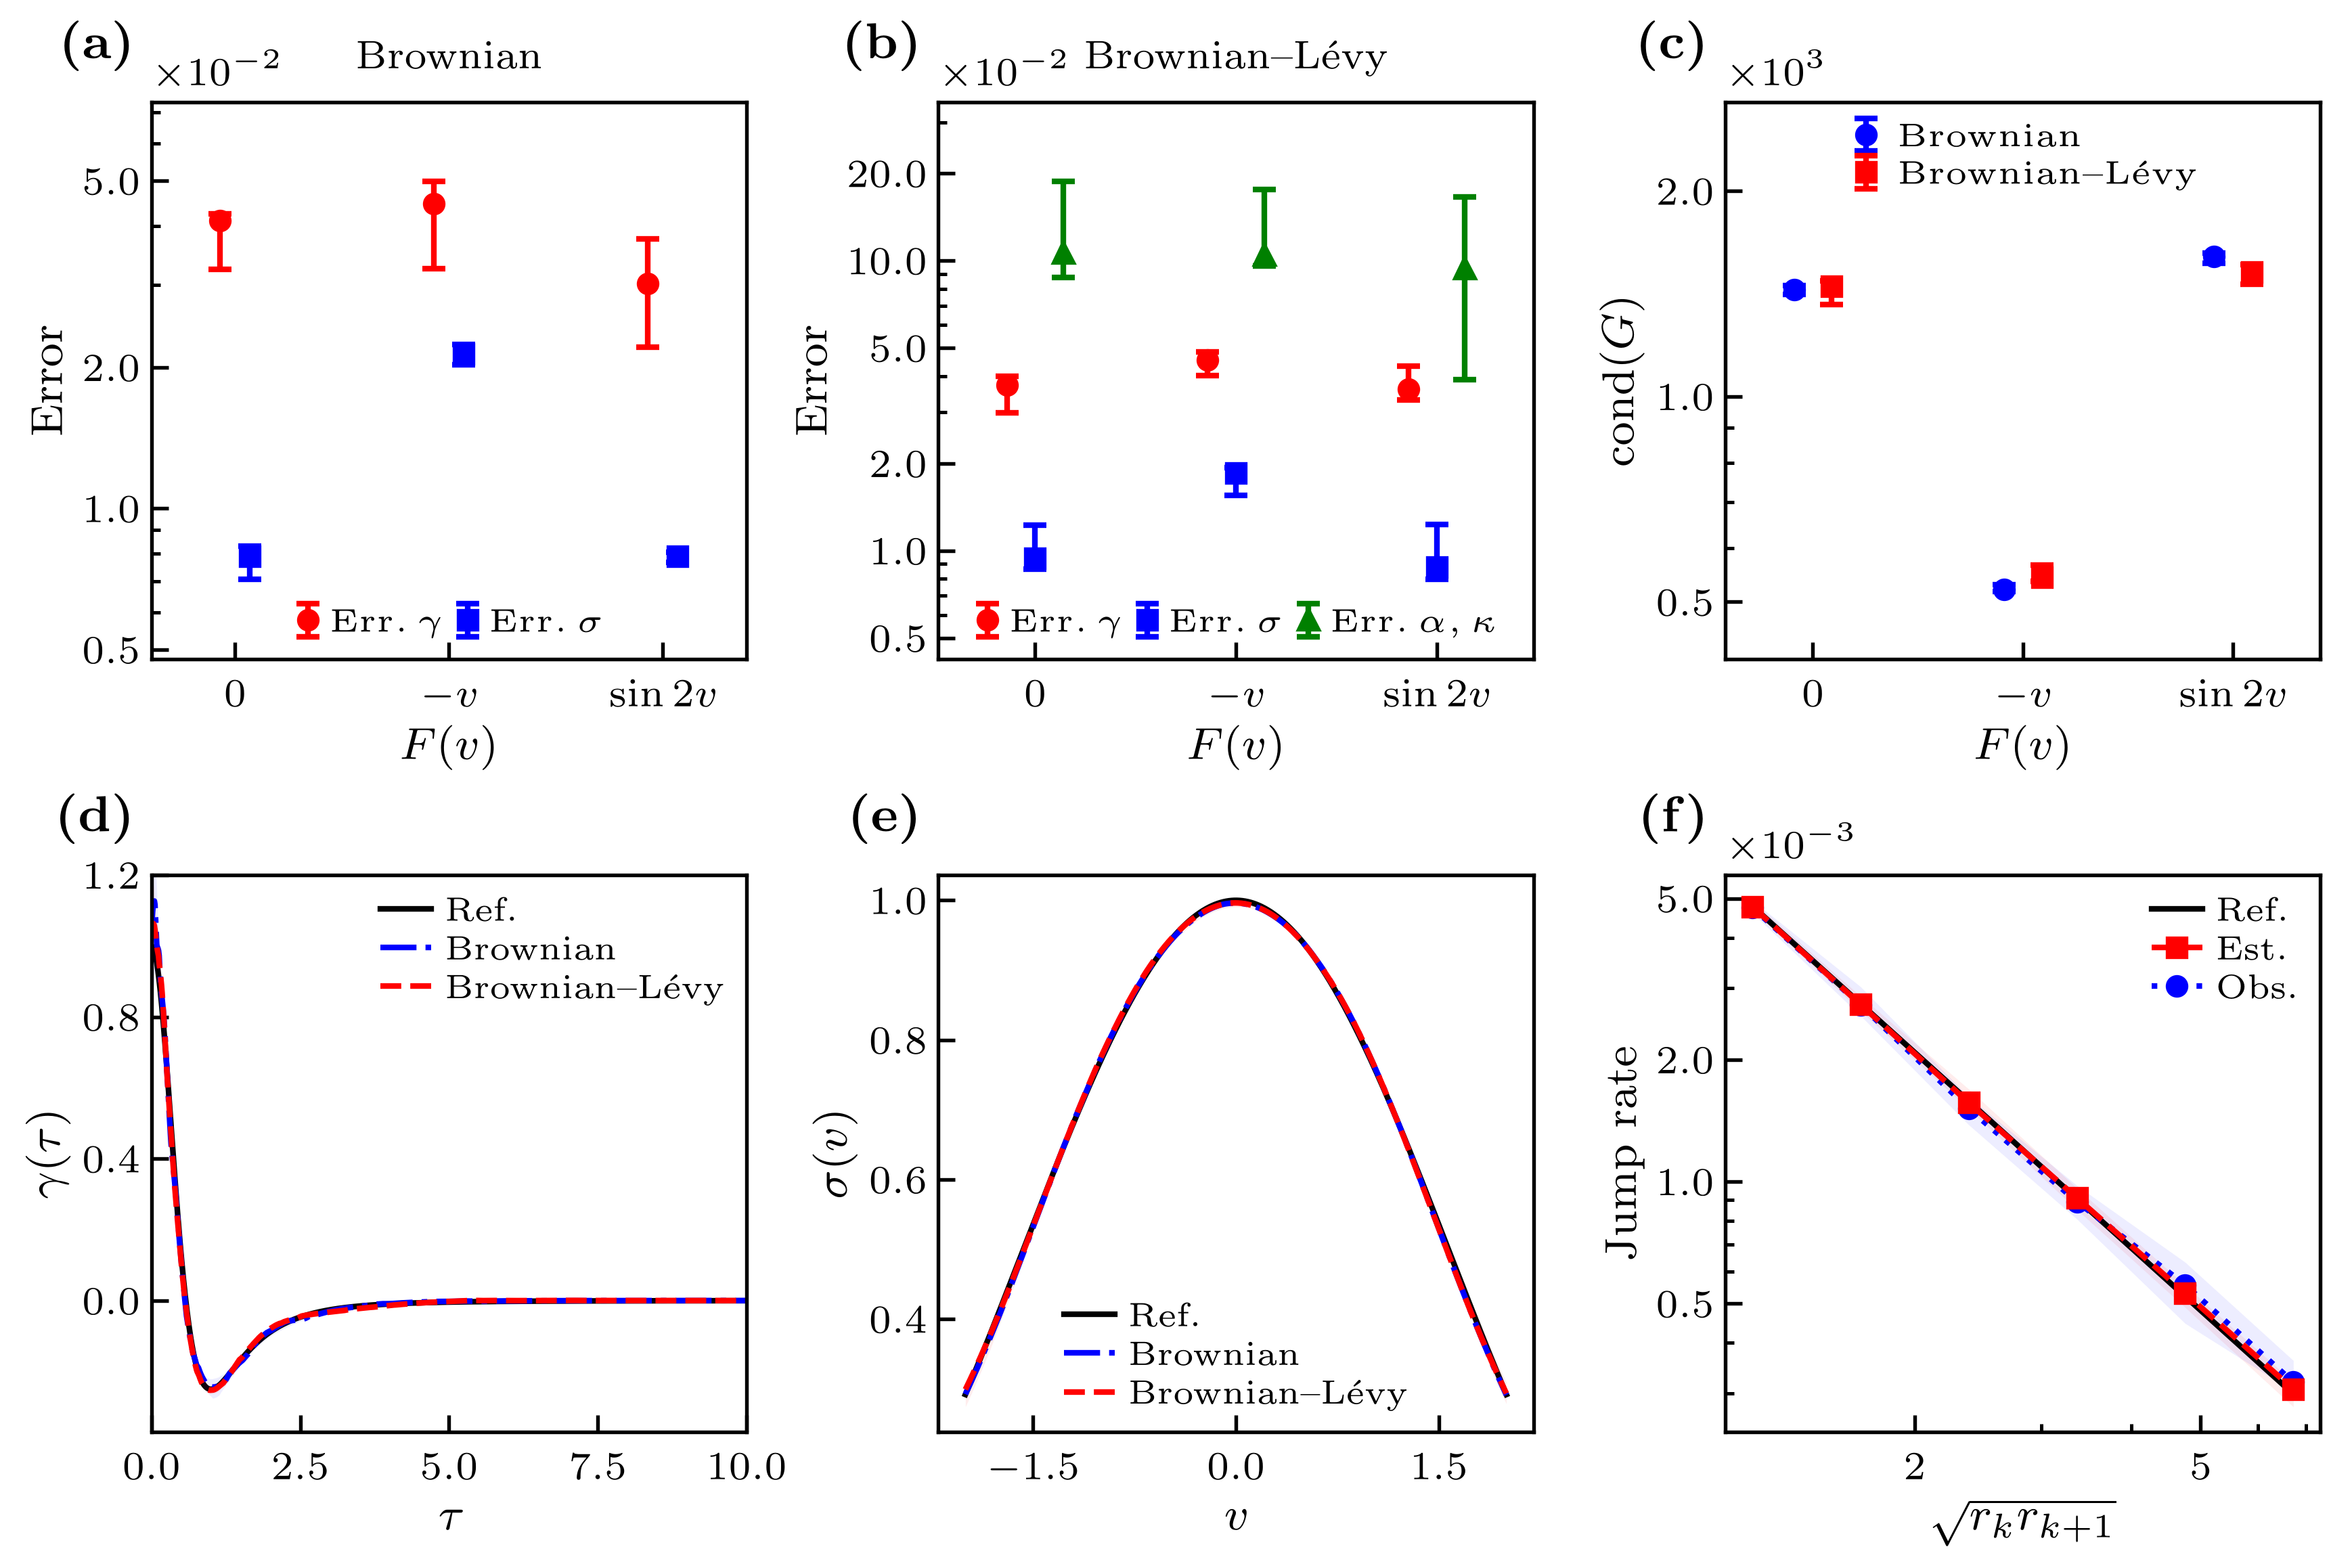 (a)
×10⁻²
Brownian
Error
5.0
2.0
1.0
0.5
Err. γ
Err. σ
0
−v
sin 2v
F(v)
(b)
×10⁻² Brownian–Lévy
Error
20.0
10.0
5.0
2.0
1.0
0.5
Err. γ
Err. σ
Err. α, κ
0
−v
sin 2v
F(v)
(c)
×10³
cond(G)
Brownian
Brownian–Lévy
2.0
1.0
0.5
0
−v
sin 2v
F(v)
(d)
γ(τ)
1.2
0.8
0.4
0.0
Ref.
Brownian
Brownian–Lévy
0.0
2.5
5.0
7.5
10.0
τ
(e)
σ(v)
1.0
0.8
0.6
0.4
Ref.
Brownian
Brownian–Lévy
−1.5
0.0
1.5
v
(f)
×10⁻³
Jump rate
5.0
2.0
1.0
0.5
Ref.
Est.
Obs.
2
5
√rₖrₖ₊₁